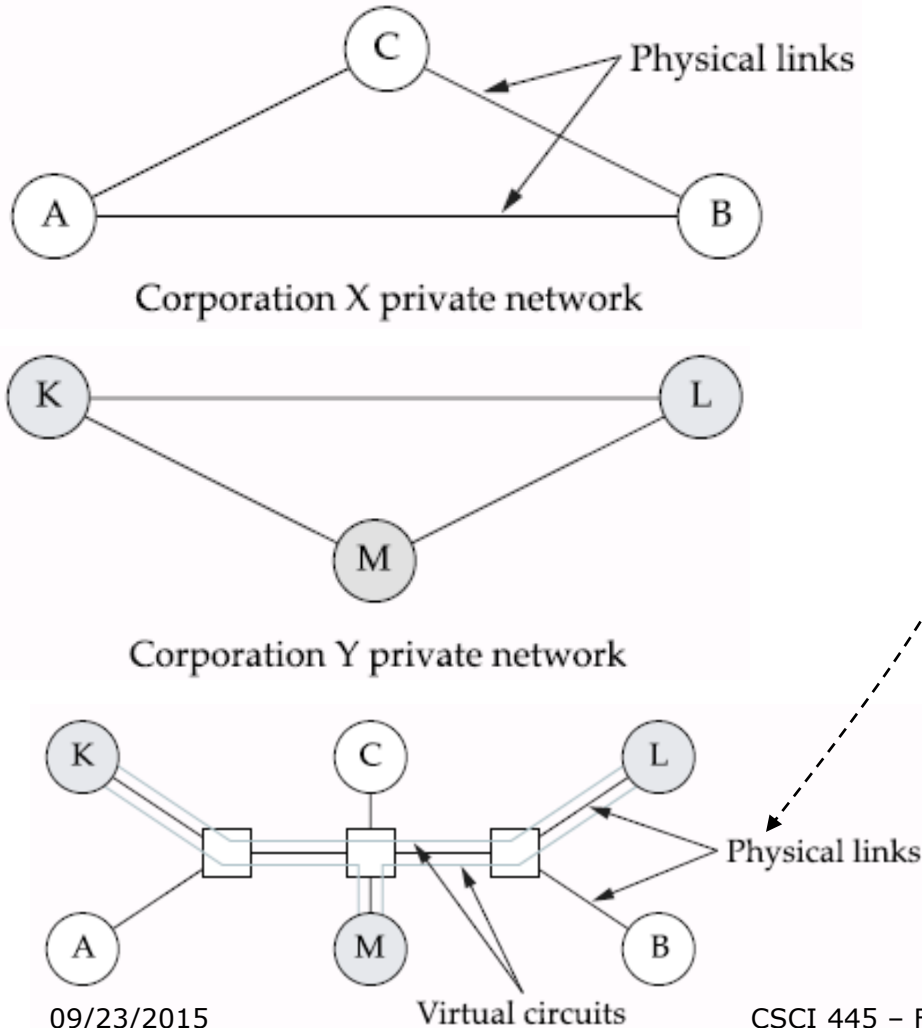 C
Physical links
A
B
Corporation X private network
K
L
M
Corporation Y private network
K
C
L
Physical links
A
M
B
Virtual circuits
09/23/2015
CSCI 445 –